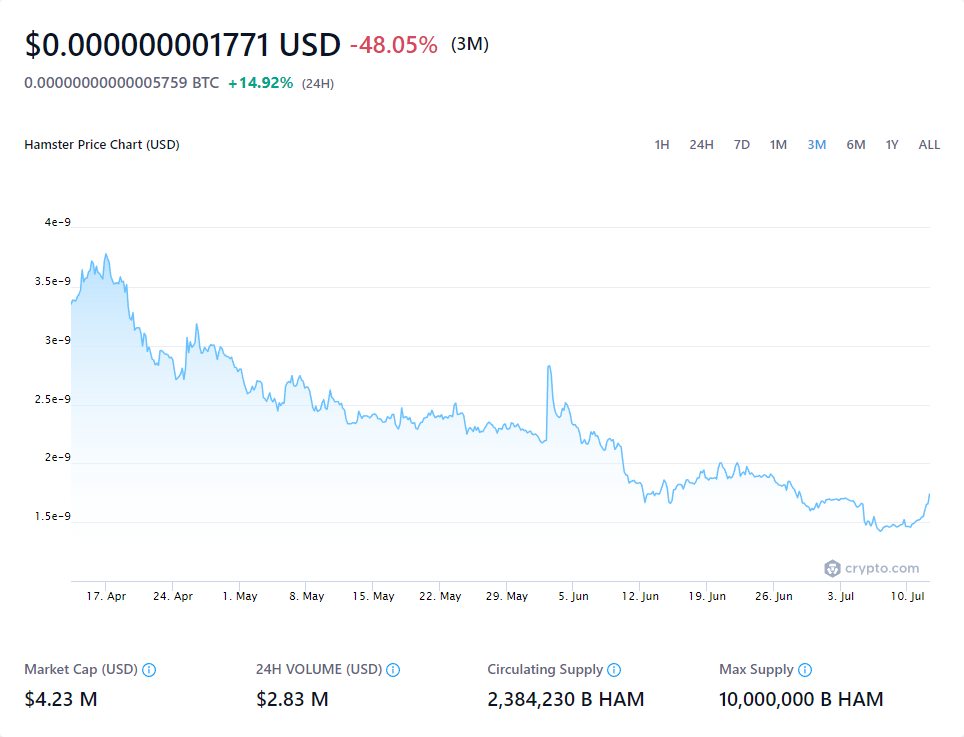 $0.000000001771 USD -48.05% (3M)
0.00000000000005759 BTC +14.92% (24H)
Hamster Price Chart (USD) 1H 24H 7D 1M 3M 6M 1Y ALL
4e-9
3.5e-9
3e-9
2.5e-9
2e-9
1.5e-9
crypto.com
17. Apr 24. Apr 1. May 8. May 15. May 22. May 29. May 5. Jun 12. Jun 19. Jun 26. Jun 3. Jul 10. Jul
Market Cap (USD) 24H VOLUME (USD) Circulating Supply Max Supply
$4.23 M $2.83 M 2,384,230 B HAM 10,000,000 B HAM